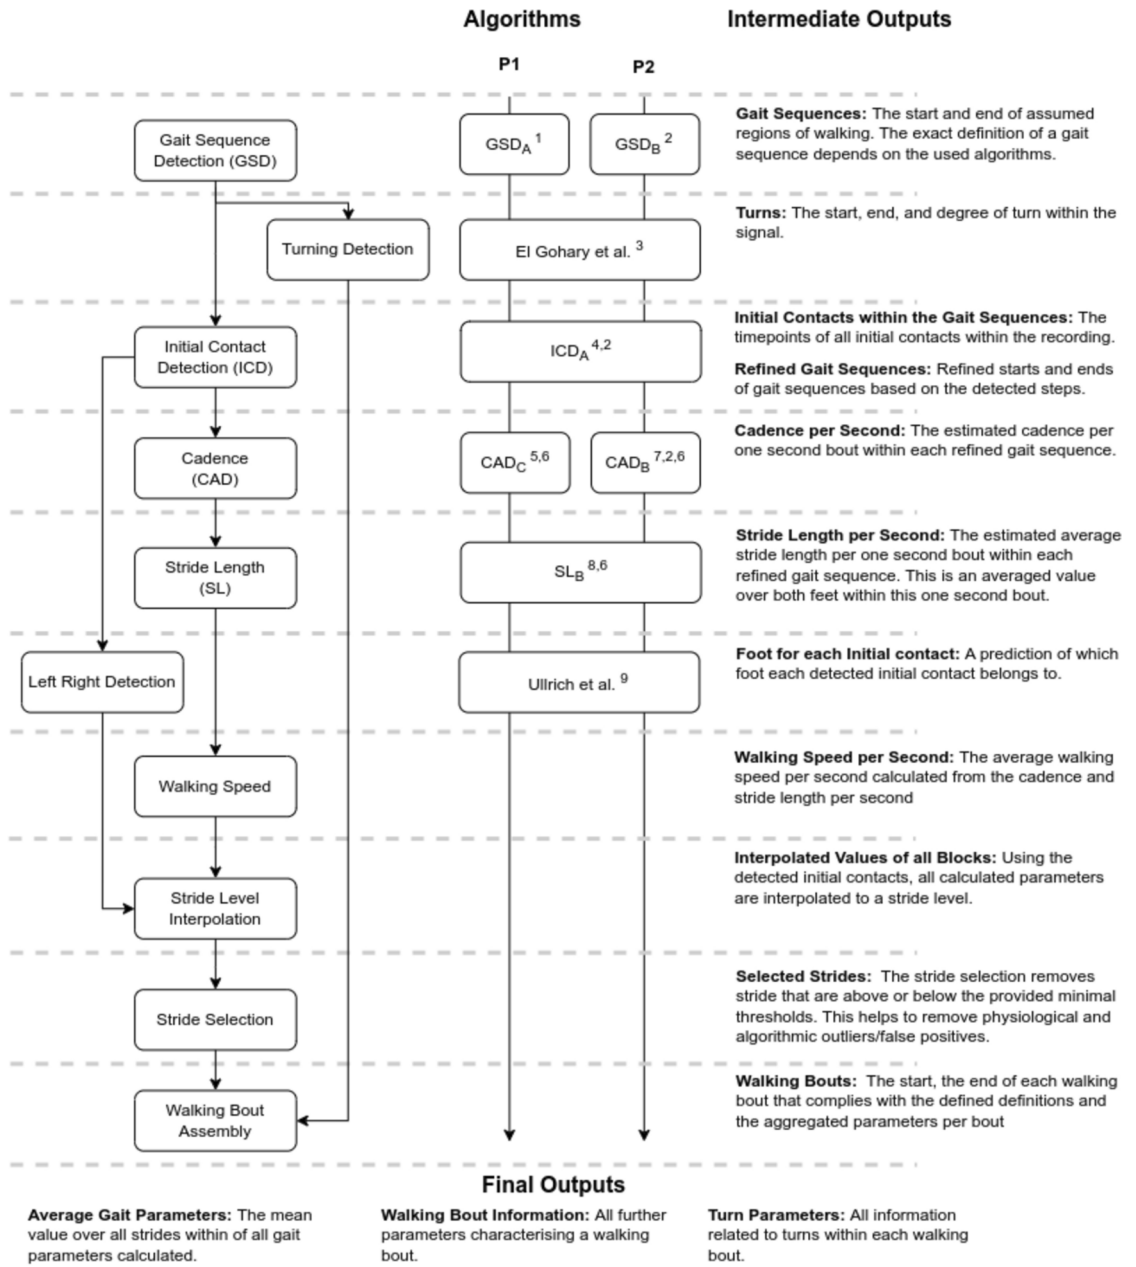 Algorithms
Intermediate Outputs
P1
P2
Gait Sequence
Detection (GSD)
GSD_A ¹
GSD_B ²
Gait Sequences: The start and end of assumed
regions of walking. The exact definition of a gait
sequence depends on the used algorithms.
Turning Detection
El Gohary et al. ³
Turns: The start, end, and degree of turn within the
signal.
Initial Contact
Detection (ICD)
ICD_A ⁴,²
Initial Contacts within the Gait Sequences: The
timepoints of all initial contacts within the recording.
Refined Gait Sequences: Refined starts and ends
of gait sequences based on the detected steps.
Cadence
(CAD)
CAD_C ⁵,⁶
CAD_B ⁷,²,⁶
Cadence per Second: The estimated cadence per
one second bout within each refined gait sequence.
Stride Length
(SL)
SL_B ⁸,⁶
Stride Length per Second: The estimated average
stride length per one second bout within each
refined gait sequence. This is an averaged value
over both feet within this one second bout.
Left Right Detection
Ullrich et al. ⁹
Foot for each Initial contact: A prediction of which
foot each detected initial contact belongs to.
Walking Speed
Walking Speed per Second: The average walking
speed per second calculated from the cadence and
stride length per second
Stride Level
Interpolation
Interpolated Values of all Blocks: Using the
detected initial contacts, all calculated parameters
are interpolated to a stride level.
Stride Selection
Selected Strides: The stride selection removes
stride that are above or below the provided minimal
thresholds. This helps to remove physiological and
algorithmic outliers/false positives.
Walking Bout
Assembly
Walking Bouts: The start, the end of each walking
bout that complies with the defined definitions and
the aggregated parameters per bout
Final Outputs
Average Gait Parameters: The mean
value over all strides within of all gait
parameters calculated.
Walking Bout Information: All further
parameters characterising a walking
bout.
Turn Parameters: All information
related to turns within each walking
bout.